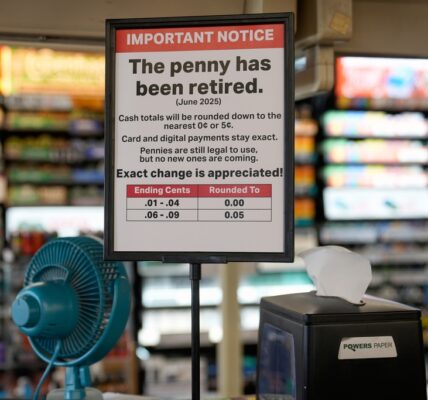 IMPORTANT NOTICE
The penny has
been retired.
(June 2025)
Cash totals will be rounded down to the
nearest 0¢ or 5¢.
Card and digital payments stay exact.
Pennies are still legal to use,
but no new ones are coming.
Exact change is appreciated!
Ending Cents Rounded To
.01 - .04 0.00
.06 - .09 0.05
POWERS PAPER